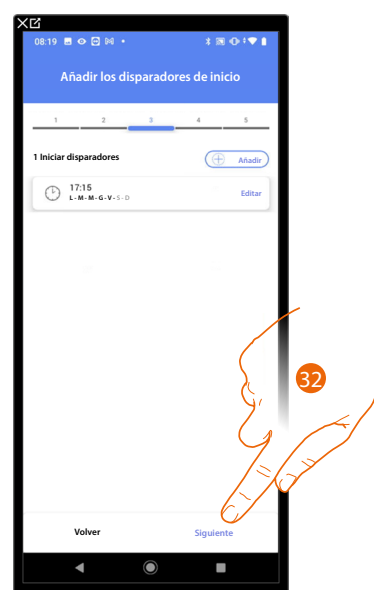 08:19
Añadir los disparadores de inicio
1 2 3 4 5
1 Iniciar disparadores
Añadir
17:15
L-M-M-G-V-S-D
Editar
32
Volver
Siguiente